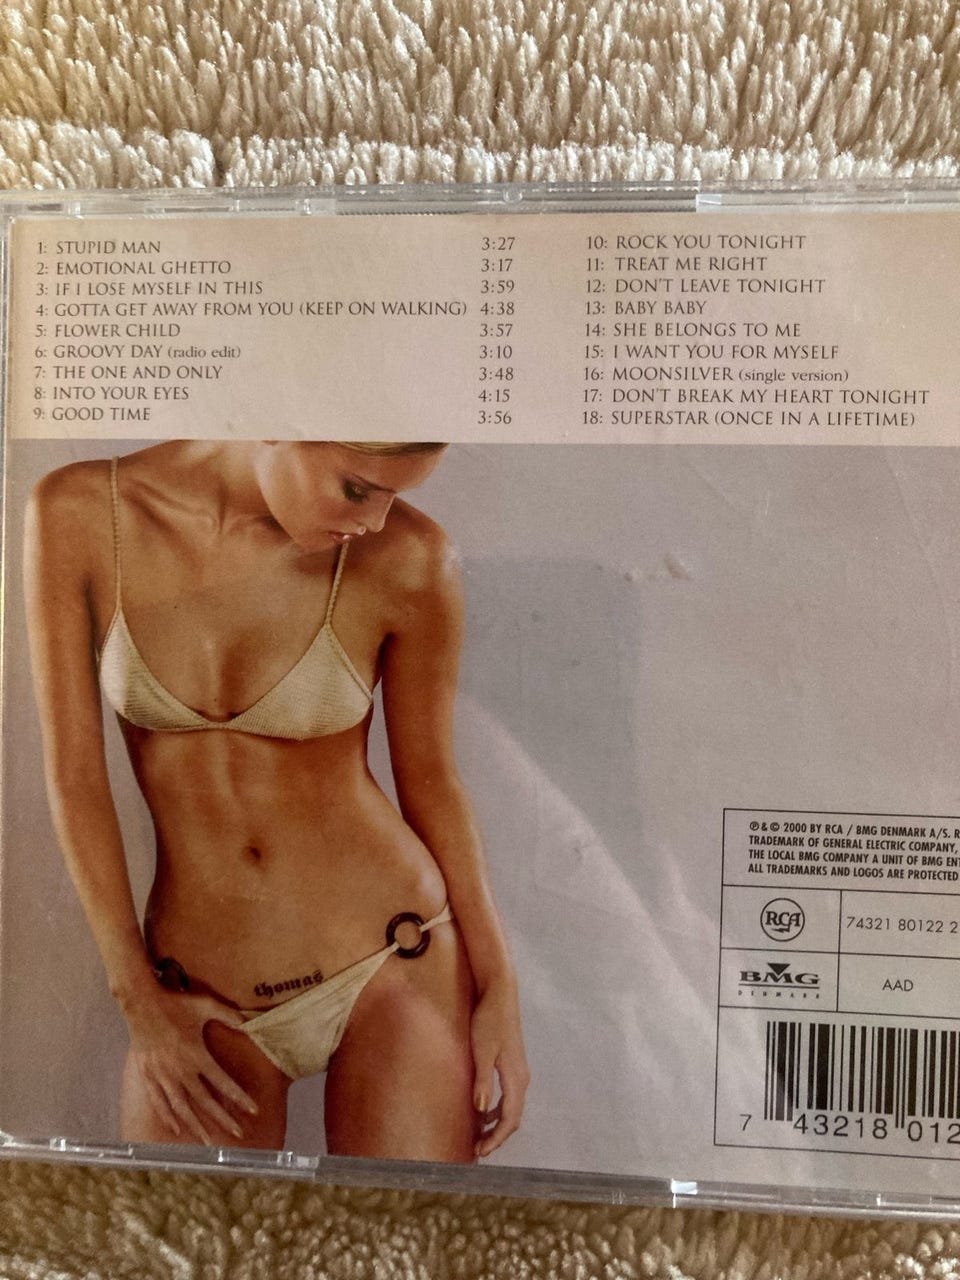 1: STUPID MAN 3:27
2: EMOTIONAL GHETTO 3:17
3: IF I LOSE MYSELF IN THIS 3:59
4: GOTTA GET AWAY FROM YOU (KEEP ON WALKING) 4:38
5: FLOWER CHILD 3:57
6: GROOVY DAY (radio edit) 3:10
7: THE ONE AND ONLY 3:48
8: INTO YOUR EYES 4:15
9: GOOD TIME 3:56
10: ROCK YOU TONIGHT
11: TREAT ME RIGHT
12: DON'T LEAVE TONIGHT
13: BABY BABY
14: SHE BELONGS TO ME
15: I WANT YOU FOR MYSELF
16: MOONSILVER (single version)
17: DON'T BREAK MY HEART TONIGHT
18: SUPERSTAR (ONCE IN A LIFETIME)
thomas
℗ & © 2000 BY RCA / BMG DENMARK A/S. R
TRADEMARK OF GENERAL ELECTRIC COMPANY,
THE LOCAL BMG COMPANY A UNIT OF BMG ENT
ALL TRADEMARKS AND LOGOS ARE PROTECTED
RCA
74321 80122 2
BMG
DENMARK
AAD
7 43218 012